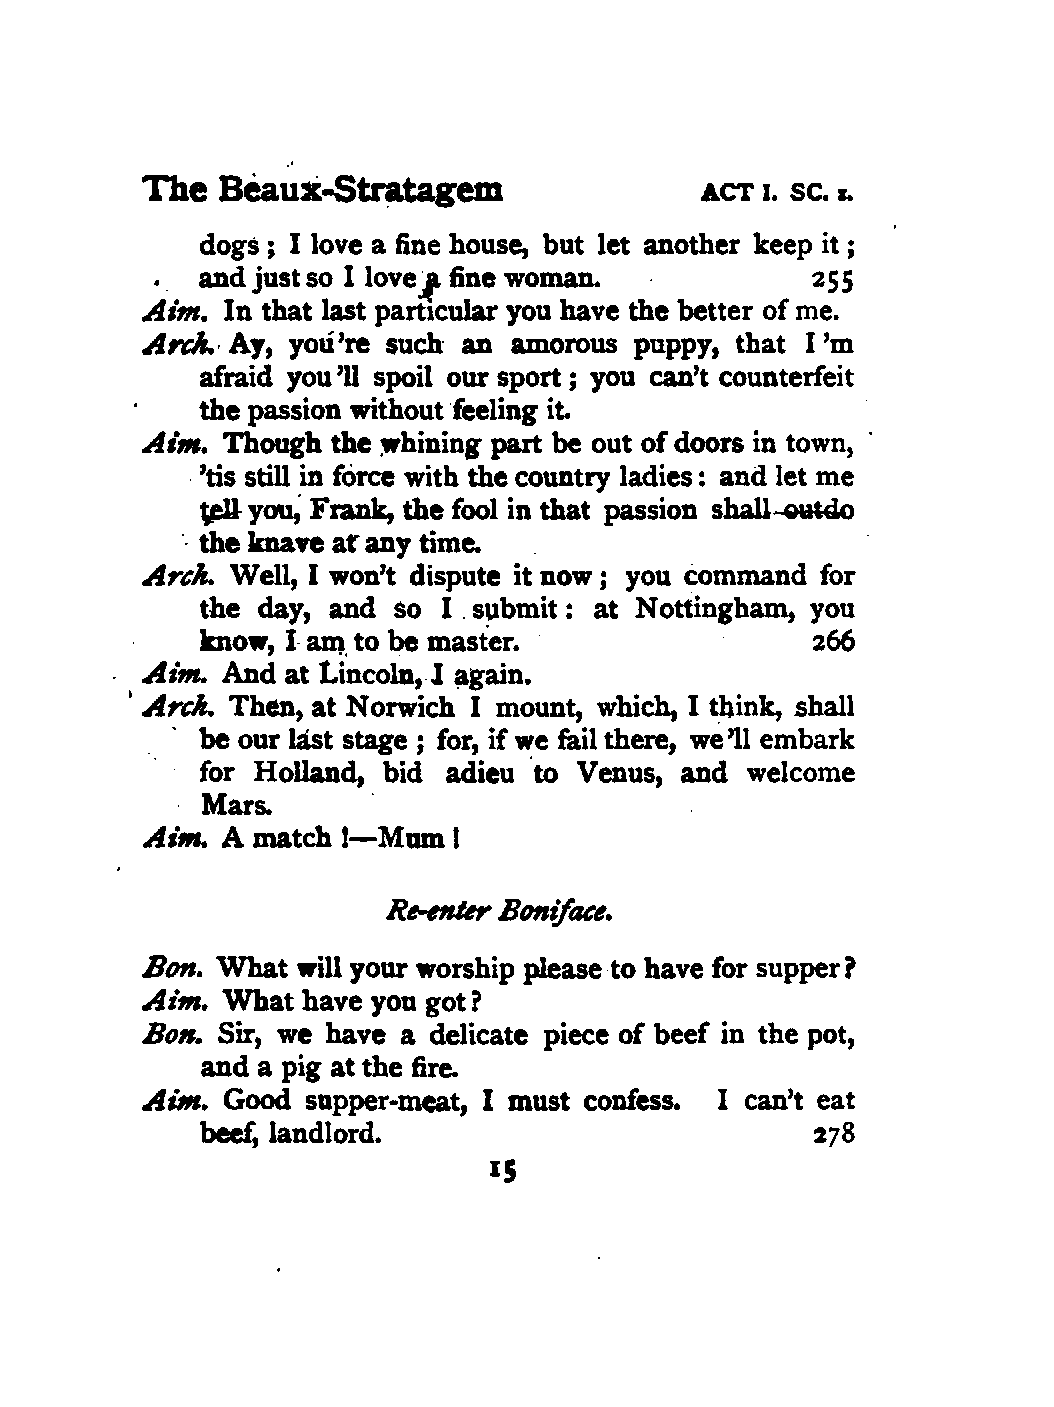 The Beaux-Stratagem ACT I. SC. I.
dogs; I love a fine house, but let another keep it;
and just so I love a fine woman. 255
Aim. In that last particular you have the better of me.
Arch. Ay, you're such an amorous puppy, that I'm
afraid you'll spoil our sport; you can't counterfeit
the passion without feeling it.
Aim. Though the whining part be out of doors in town,
'tis still in force with the country ladies: and let me
tell you, Frank, the fool in that passion shall outdo
the knave at any time.
Arch. Well, I won't dispute it now; you command for
the day, and so I submit: at Nottingham, you
know, I am to be master. 266
Aim. And at Lincoln, I again.
Arch. Then, at Norwich I mount, which, I think, shall
be our last stage; for, if we fail there, we'll embark
for Holland, bid adieu to Venus, and welcome
Mars.
Aim. A match!—Mum!
Re-enter Boniface.
Bon. What will your worship please to have for supper?
Aim. What have you got?
Bon. Sir, we have a delicate piece of beef in the pot,
and a pig at the fire.
Aim. Good supper-meat, I must confess. I can't eat
beef, landlord. 278
15